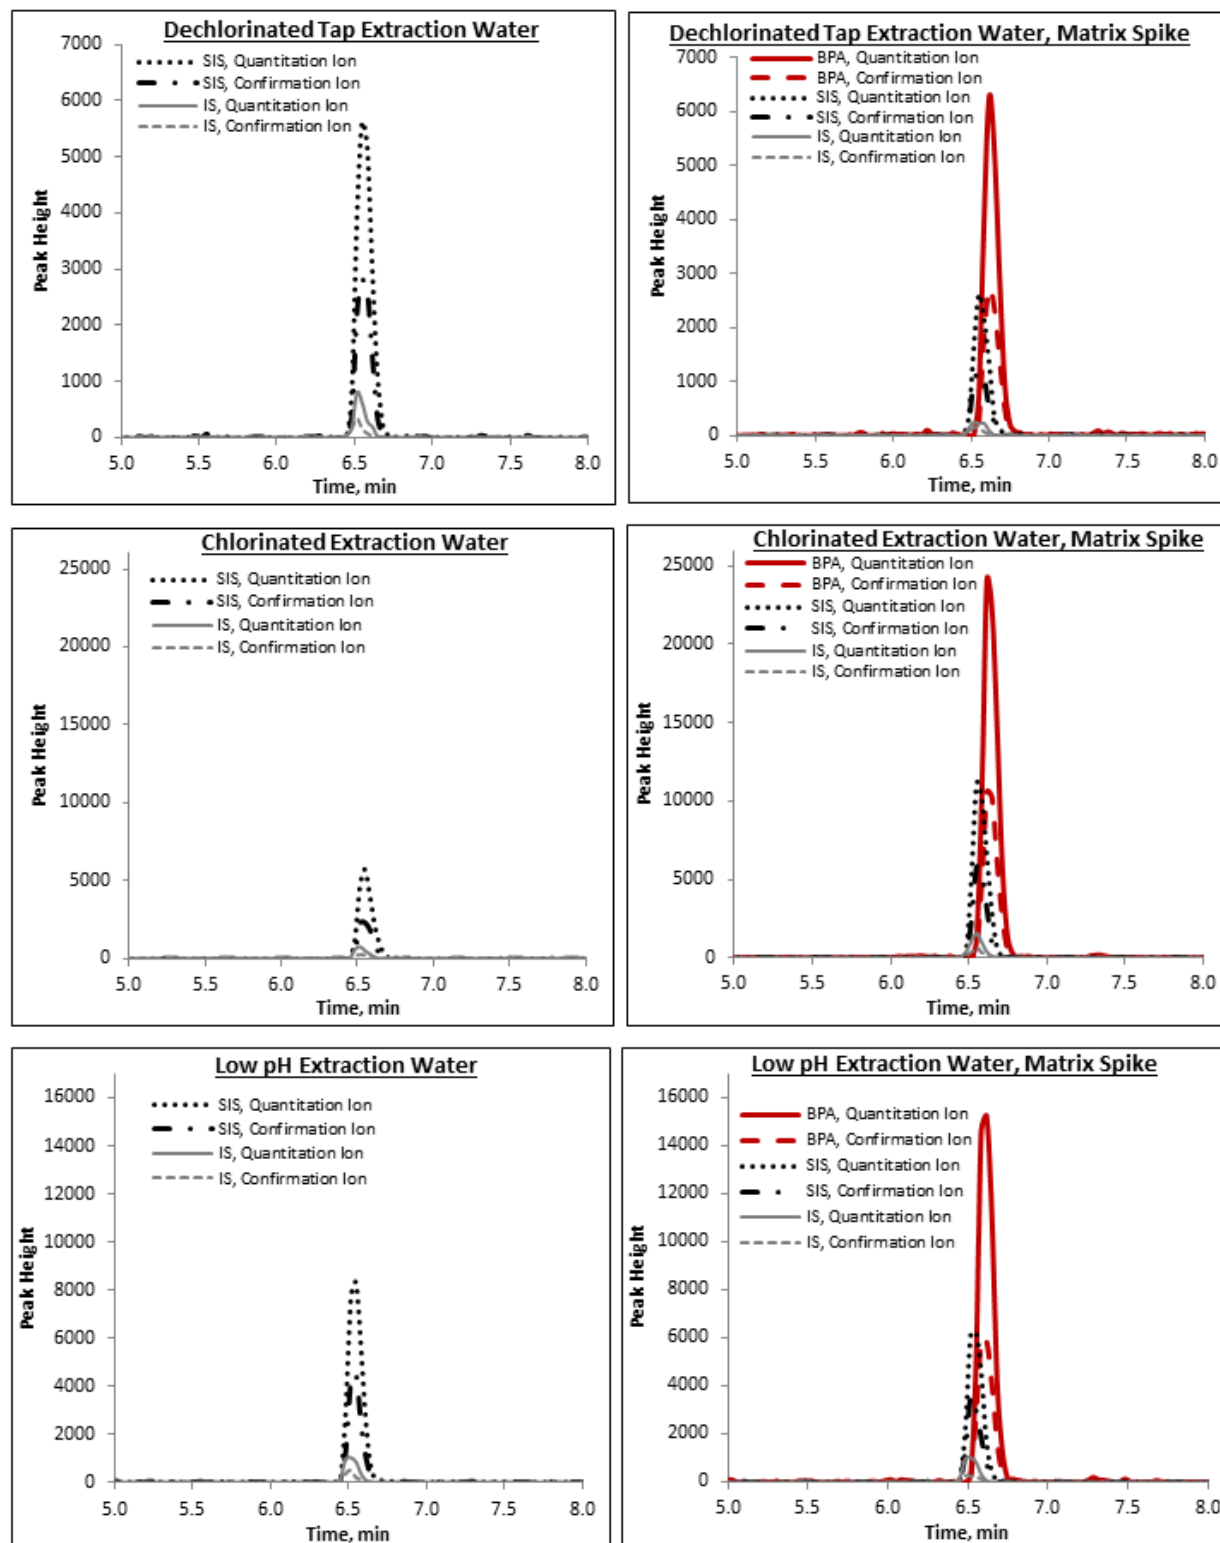 Dechlorinated Tap Extraction Water
7000
6000
5000
4000
3000
2000
1000
0
Peak Height
SIS, Quantitation Ion
SIS, Confirmation Ion
IS, Quantitation Ion
IS, Confirmation Ion
5.0 5.5 6.0 6.5 7.0 7.5 8.0
Time, min
Dechlorinated Tap Extraction Water, Matrix Spike
7000
6000
5000
4000
3000
2000
1000
0
Peak Height
BPA, Quantitation Ion
BPA, Confirmation Ion
SIS, Quantitation Ion
SIS, Confirmation Ion
IS, Quantitation Ion
IS, Confirmation Ion
5.0 5.5 6.0 6.5 7.0 7.5 8.0
Time, min
Chlorinated Extraction Water
25000
20000
15000
10000
5000
0
Peak Height
SIS, Quantitation Ion
SIS, Confirmation Ion
IS, Quantitation Ion
IS, Confirmation Ion
5.0 5.5 6.0 6.5 7.0 7.5 8.0
Time, min
Chlorinated Extraction Water, Matrix Spike
25000
20000
15000
10000
5000
0
Peak Height
BPA, Quantitation Ion
BPA, Confirmation Ion
SIS, Quantitation Ion
SIS, Confirmation Ion
IS, Quantitation Ion
IS, Confirmation Ion
5.0 5.5 6.0 6.5 7.0 7.5 8.0
Time, min
Low pH Extraction Water
16000
14000
12000
10000
8000
6000
4000
2000
0
Peak Height
SIS, Quantitation Ion
SIS, Confirmation Ion
IS, Quantitation Ion
IS, Confirmation Ion
5.0 5.5 6.0 6.5 7.0 7.5 8.0
Time, min
Low pH Extraction Water, Matrix Spike
16000
14000
12000
10000
8000
6000
4000
2000
0
Peak Height
BPA, Quantitation Ion
BPA, Confirmation Ion
SIS, Quantitation Ion
SIS, Confirmation Ion
IS, Quantitation Ion
IS, Confirmation Ion
5.0 5.5 6.0 6.5 7.0 7.5 8.0
Time, min